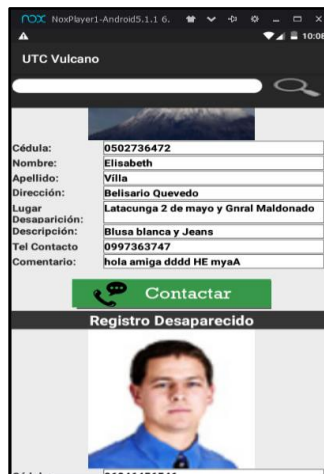 NOX NoxPlayer1-Android5.1.1 6.
10:08
UTC Vulcano
Cédula: 0502736472
Nombre: Elisabeth
Apellido: Villa
Dirección: Belisario Quevedo
Lugar Desaparición: Latacunga 2 de mayo y Gnral Maldonado
Descripción: Blusa blanca y Jeans
Tel Contacto 0997363747
Comentario: hola amiga dddd HE myaA
Contactar
Registro Desaparecido